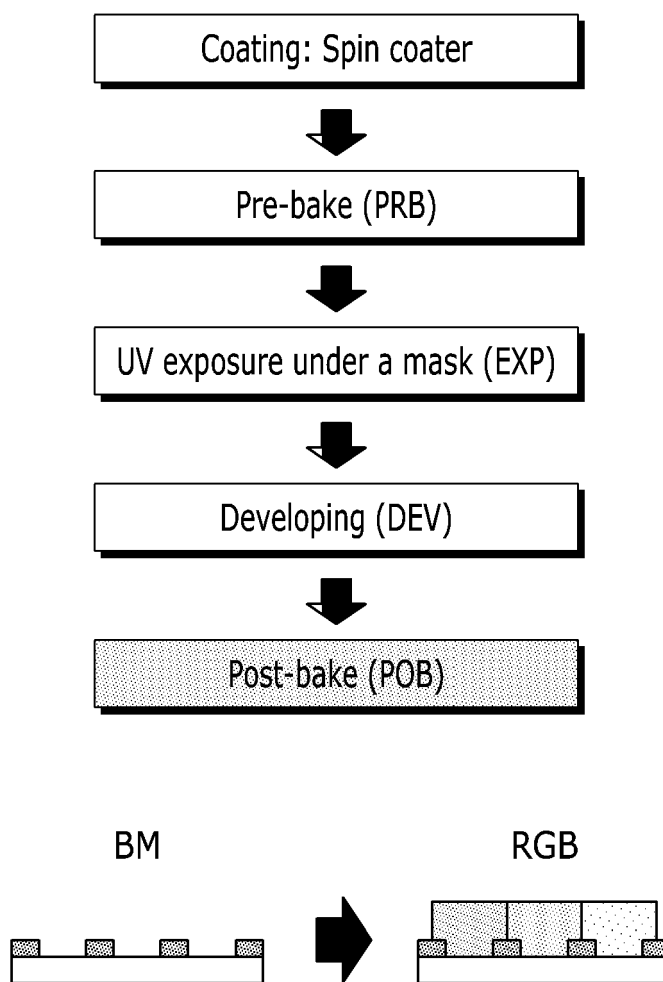 Coating: Spin coater
Pre-bake (PRB)
UV exposure under a mask (EXP)
Developing (DEV)
Post-bake (POB)
BM
RGB